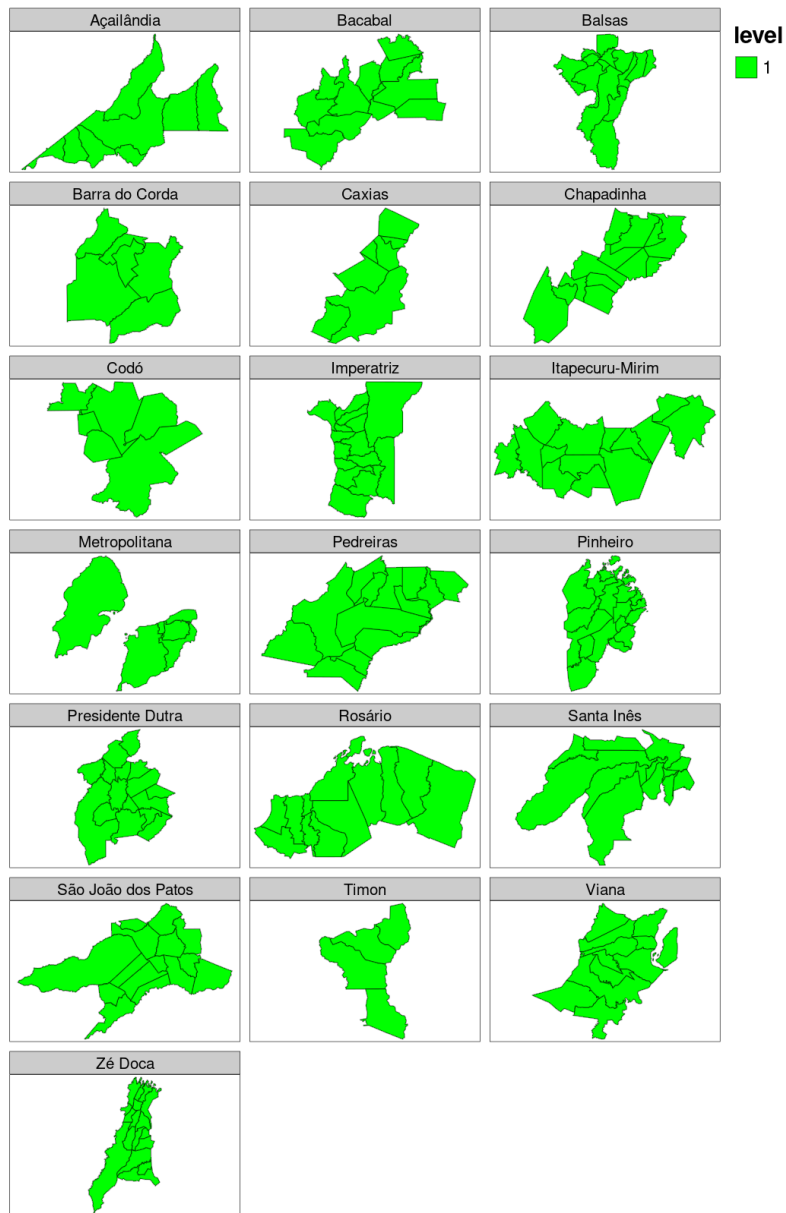 Açailândia
Bacabal
Balsas
level
1
Barra do Corda
Caxias
Chapadinha
Codó
Imperatriz
Itapecuru-Mirim
Metropolitana
Pedreiras
Pinheiro
Presidente Dutra
Rosário
Santa Inês
São João dos Patos
Timon
Viana
Zé Doca